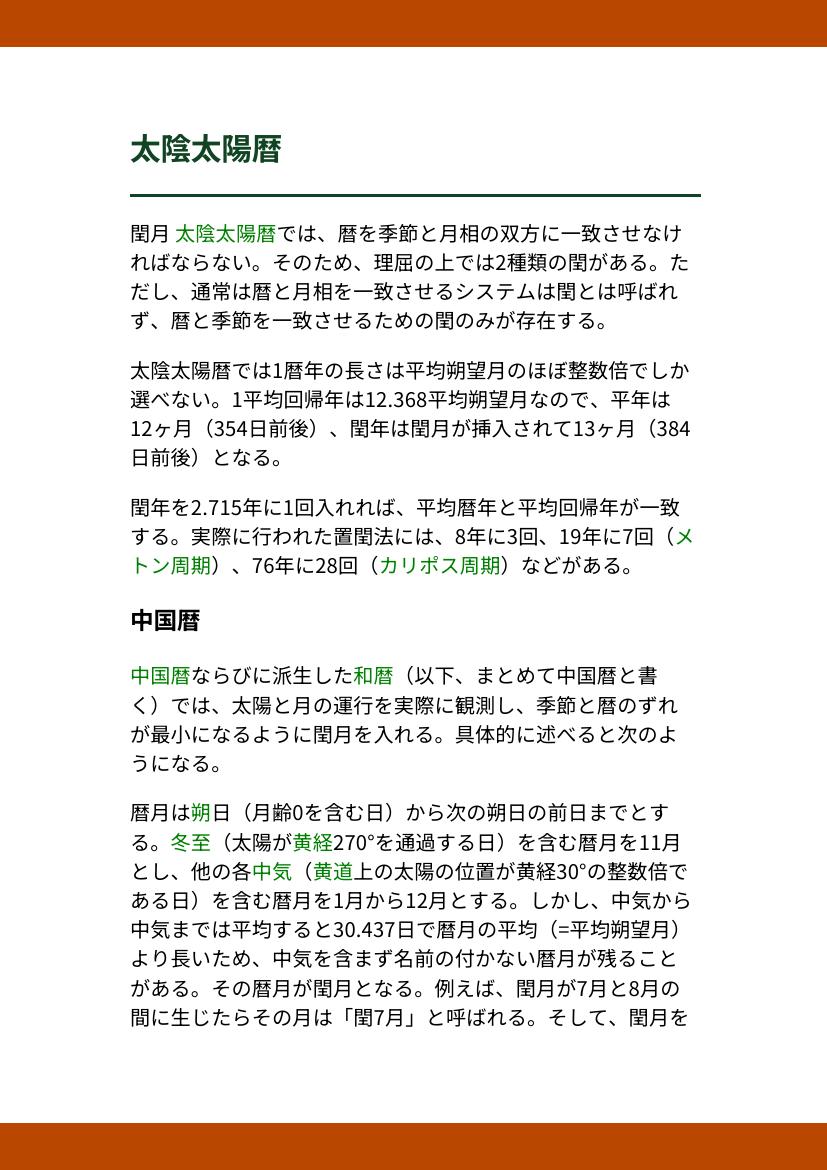 太陰太陽暦
閏月 太陰太陽暦では、暦を季節と月相の双方に一致させなけ
ればならない。そのため、理屈の上では2種類の閏がある。た
だし、通常は暦と月相を一致させるシステムは閏とは呼ばれ
ず、暦と季節を一致させるための閏のみが存在する。
太陰太陽暦では1暦年の長さは平均朔望月のほぼ整数倍でしか
選べない。1平均回帰年は12.368平均朔望月なので、平年は
12ヶ月（354日前後）、閏年は閏月が挿入されて13ヶ月（384
日前後）となる。
閏年を2.715年に1回入れれば、平均暦年と平均回帰年が一致
する。実際に行われた置閏法には、8年に3回、19年に7回（メ
トン周期）、76年に28回（カリポス周期）などがある。
中国暦
中国暦ならびに派生した和暦（以下、まとめて中国暦と書
く）では、太陽と月の運行を実際に観測し、季節と暦のずれ
が最小になるように閏月を入れる。具体的に述べると次のよ
うになる。
暦月は朔日（月齢0を含む日）から次の朔日の前日までとす
る。冬至（太陽が黄経270°を通過する日）を含む暦月を11月
とし、他の各中気（黄道上の太陽の位置が黄経30°の整数倍で
ある日）を含む暦月を1月から12月とする。しかし、中気から
中気までは平均すると30.437日で暦月の平均（=平均朔望月）
より長いため、中気を含まず名前の付かない暦月が残ること
がある。その暦月が閏月となる。例えば、閏月が7月と8月の
間に生じたらその月は「閏7月」と呼ばれる。そして、閏月を